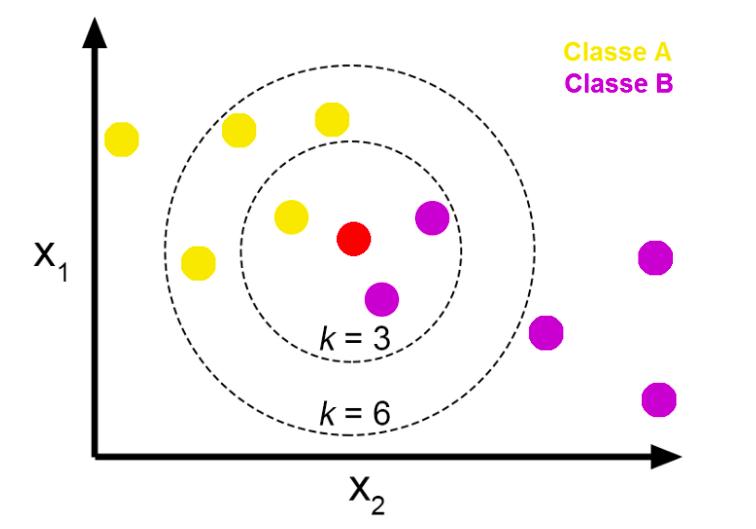 Classe A
Classe B
x₁
k = 3
k = 6
x₂